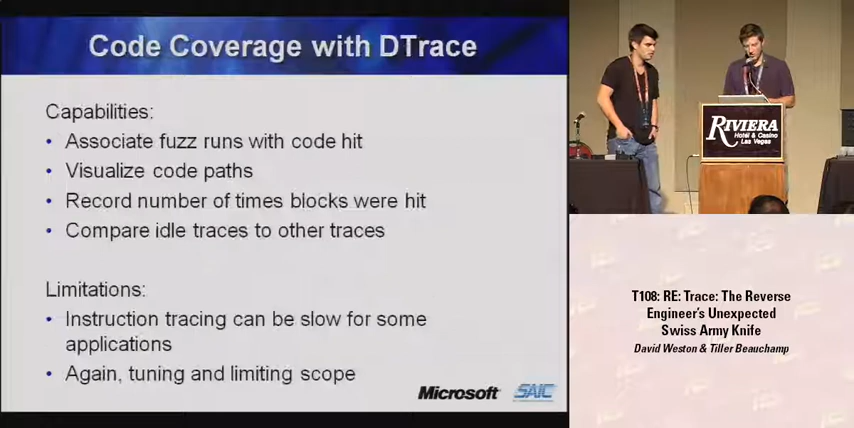 Code Coverage with DTrace
Capabilities:
• Associate fuzz runs with code hit
• Visualize code paths
• Record number of times blocks were hit
• Compare idle traces to other traces
Limitations:
• Instruction tracing can be slow for some
applications
• Again, tuning and limiting scope
Microsoft SAIC
RIVIERA
Hotel & Casino
Las Vegas
T108: RE: Trace: The Reverse
Engineer's Unexpected
Swiss Army Knife
David Weston & Tiller Beauchamp